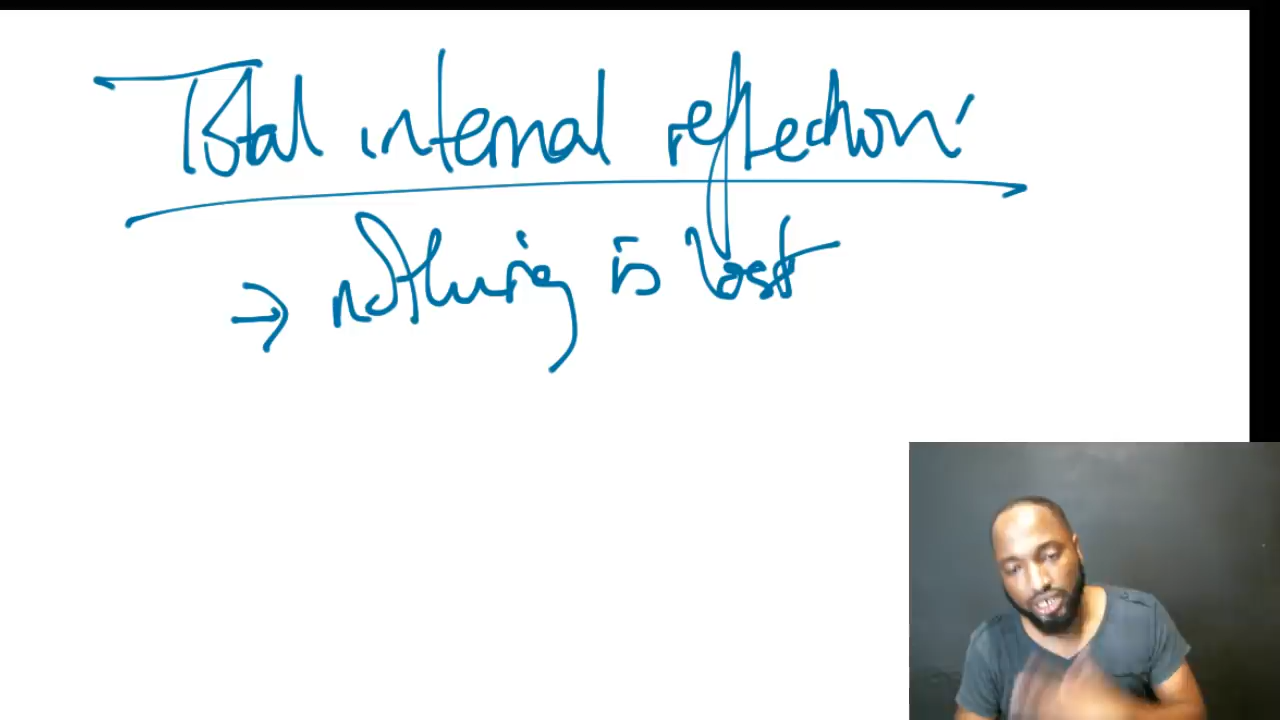 Total internal reflection:
→ nothing is lost